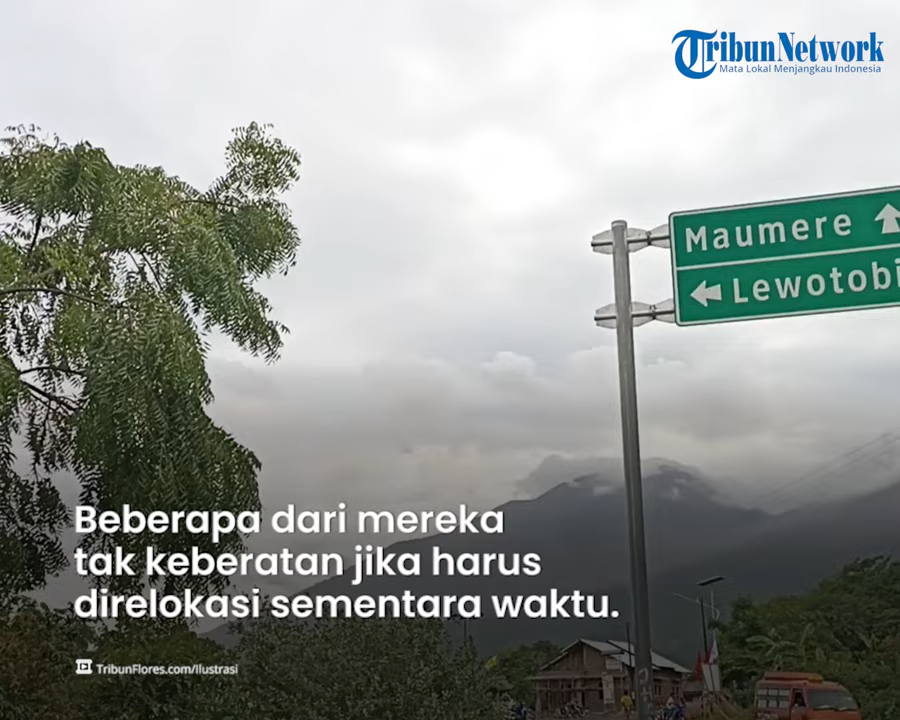 TribunNetwork
Mata Lokal Menjangkau Indonesia
Maumere
Lewotobi
Beberapa dari mereka
tak keberatan jika harus
direlokasi sementara waktu.
TribunFlores.com/Ilustrasi